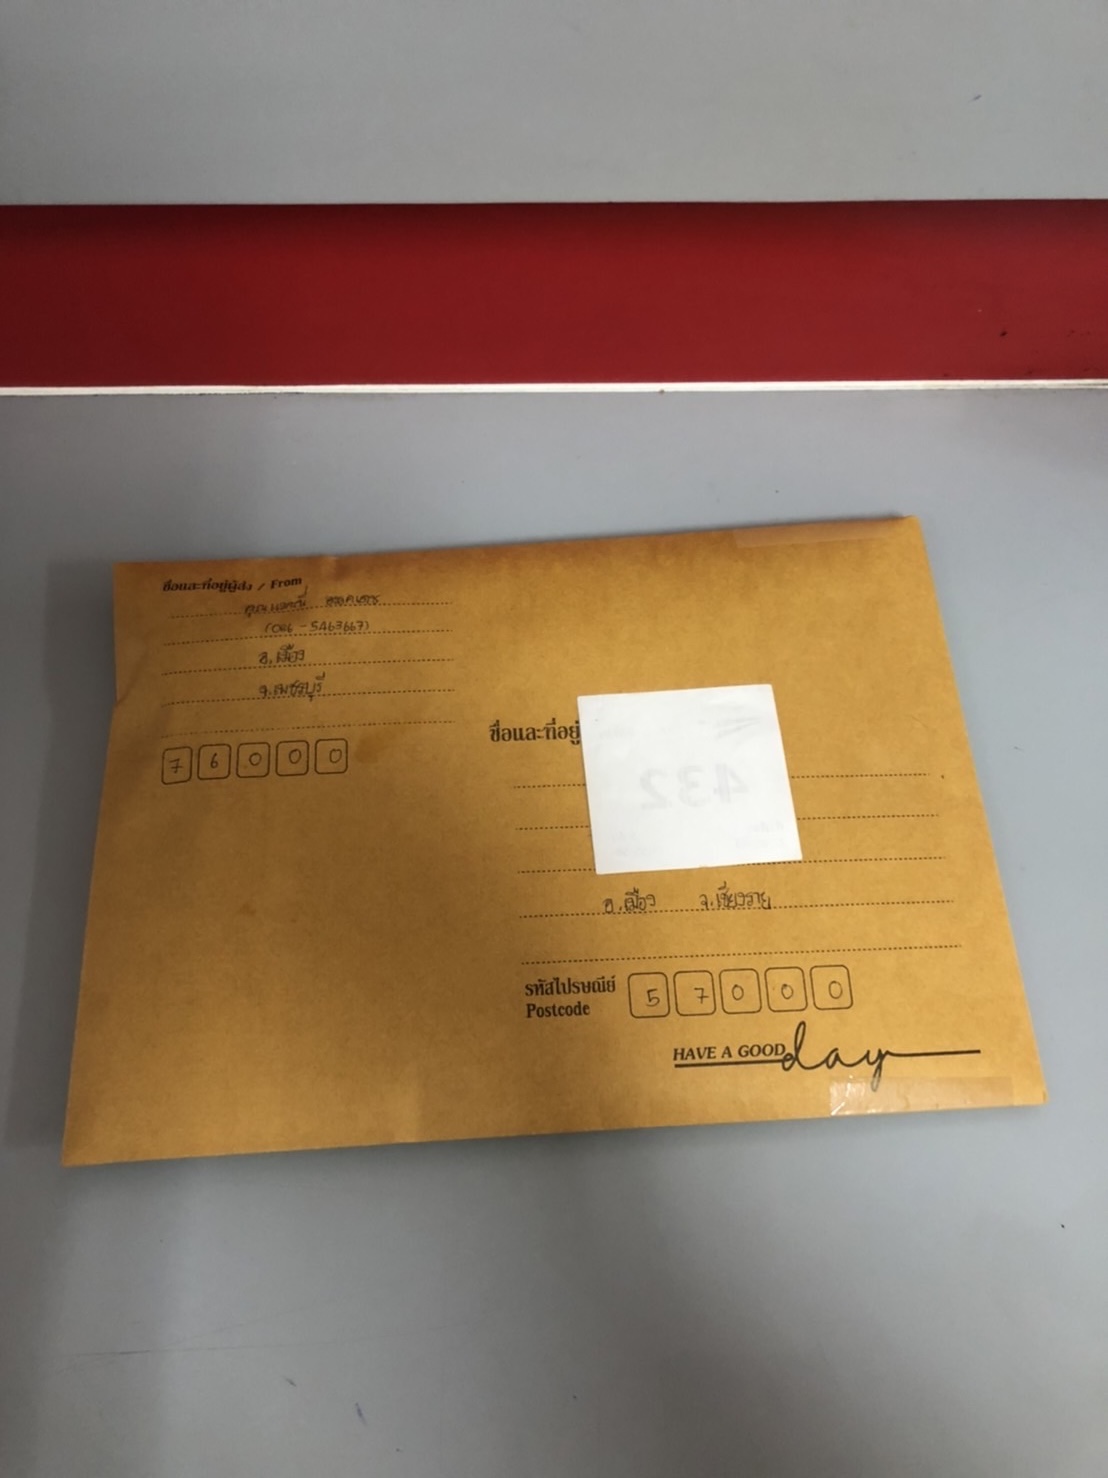 ชื่อและที่อยู่ผู้ส่ง / From
(086 - 5463667)
อ.เมือง
จ.เพชรบุรี
76000
ชื่อและที่อยู่
432
อ.เมือง จ.เชียงราย
รหัสไปรษณีย์ 57000
Postcode
HAVE A GOOD day